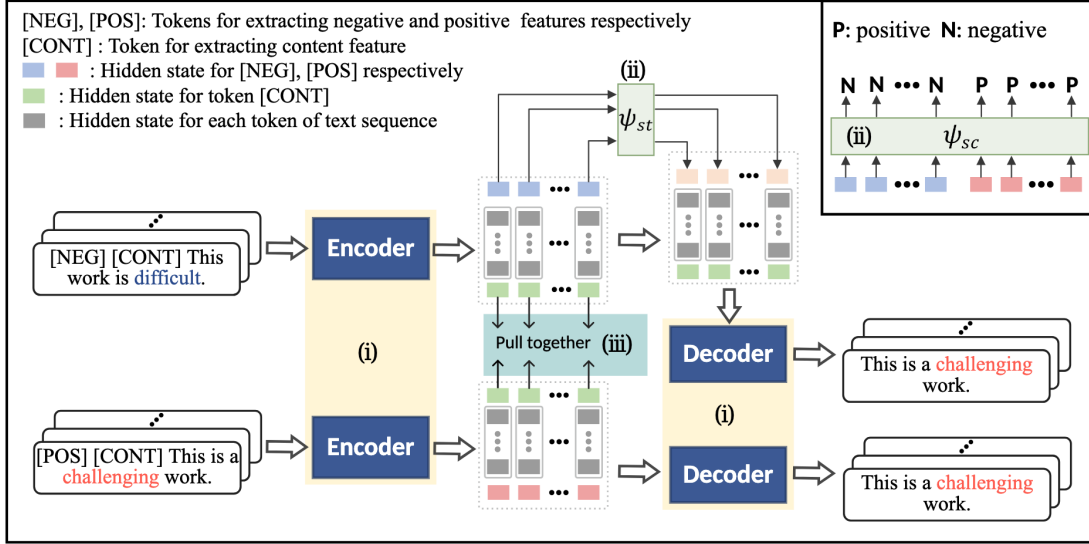 [NEG], [POS]: Tokens for extracting negative and positive features respectively
[CONT] : Token for extracting content feature
: Hidden state for [NEG], [POS] respectively
: Hidden state for token [CONT]
: Hidden state for each token of text sequence
P: positive N: negative
N N ••• N P P ••• P
(ii) ψsc
(ii)
ψst
[NEG] [CONT] This
work is difficult.
Encoder
(i)
Pull together (iii)
Decoder
This is a challenging
work.
(i)
[POS] [CONT] This is a
challenging work.
Encoder
Decoder
This is a challenging
work.